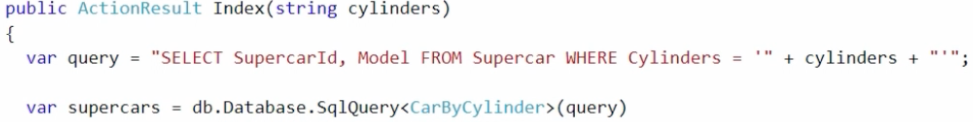 public ActionResult Index(string cylinders)
{
var query = "SELECT SupercarId, Model FROM Supercar WHERE Cylinders = '" + cylinders + "'";
var supercars = db.Database.SqlQuery<CarByCylinder>(query)